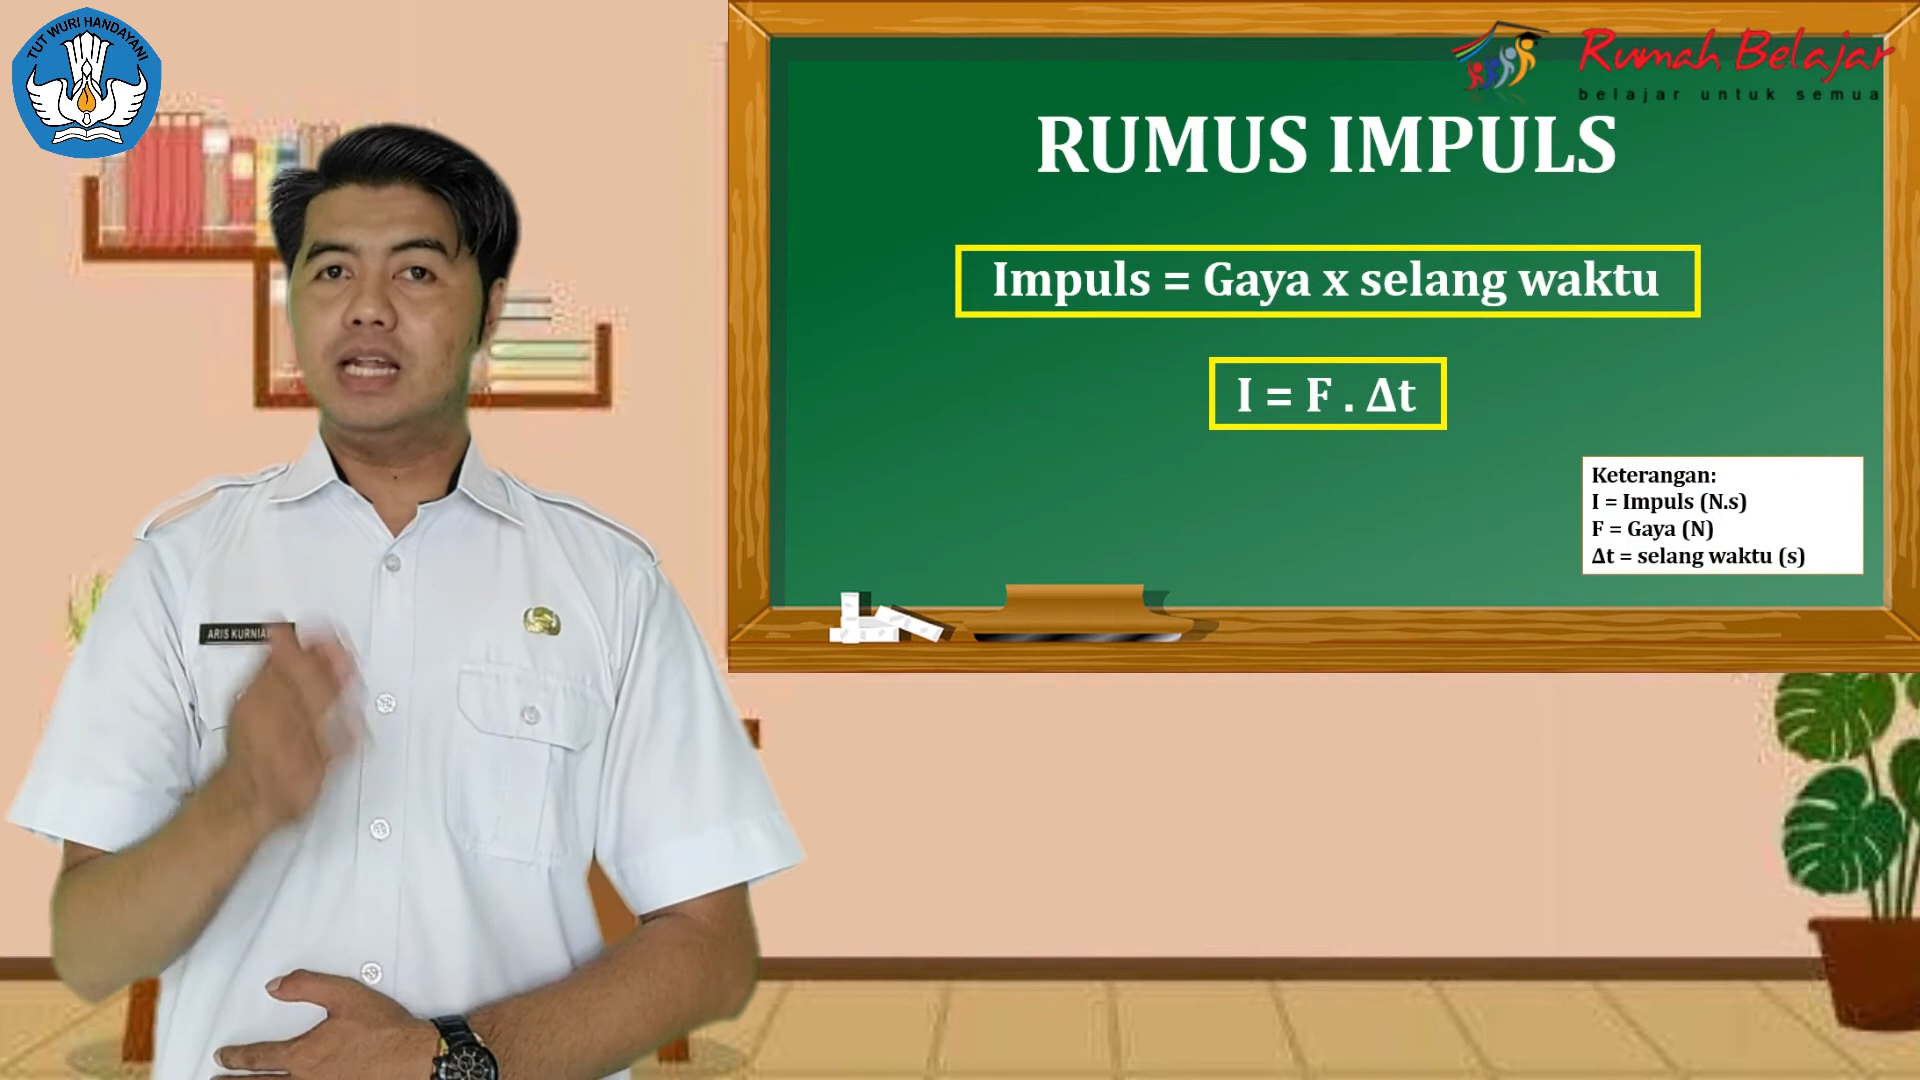 TUT WURI HANDAYANI
Rumah Belajar
belajar untuk semua
RUMUS IMPULS
Impuls = Gaya x selang waktu
I = F . Δt
Keterangan:
I = Impuls (N.s)
F = Gaya (N)
Δt = selang waktu (s)
ARIS